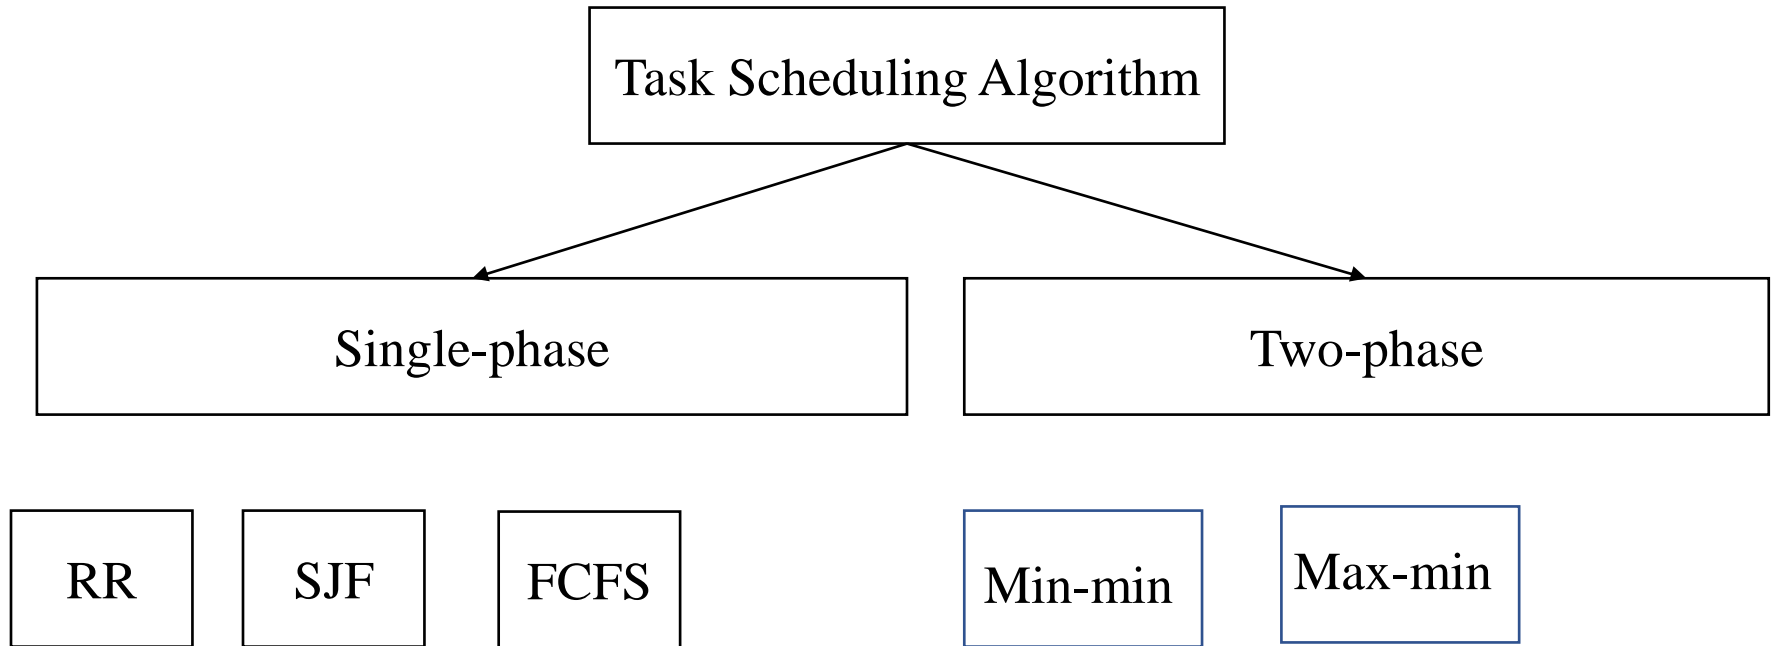 Task Scheduling Algorithm
Single-phase
Two-phase
RR
SJF
FCFS
Min-min
Max-min